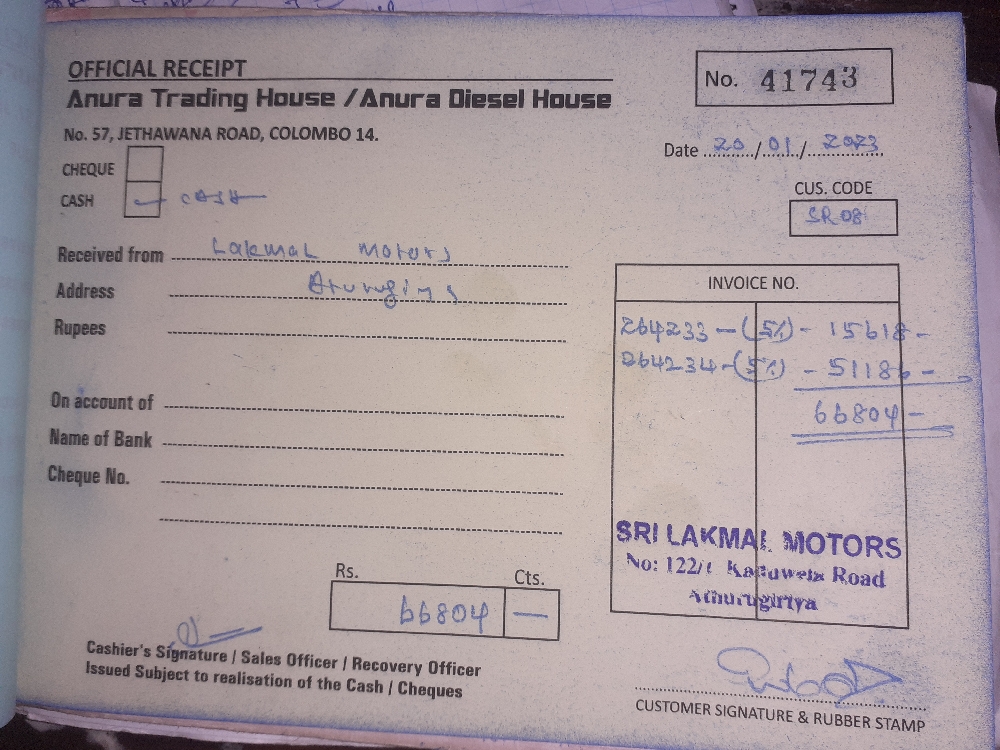 OFFICIAL RECEIPT
Anura Trading House /Anura Diesel House
No. 57, JETHAWANA ROAD, COLOMBO 14.
No. 41743
Date 20/01/2023
CHEQUE
CASH CASH
CUS. CODE
SR 08
Received from Lakmal Motors
Address
Rupees
On account of
Name of Bank
Cheque No.
INVOICE NO.
264233 - (5%) - 15618 -
264234 - (5%) - 51186 -
66804 -
SRI LAKMAL MOTORS
No: 122/1 Kaduwela Road
Athurugiriya
Rs. Cts.
66804 —
Cashier's Signature / Sales Officer / Recovery Officer
Issued Subject to realisation of the Cash / Cheques
CUSTOMER SIGNATURE & RUBBER STAMP